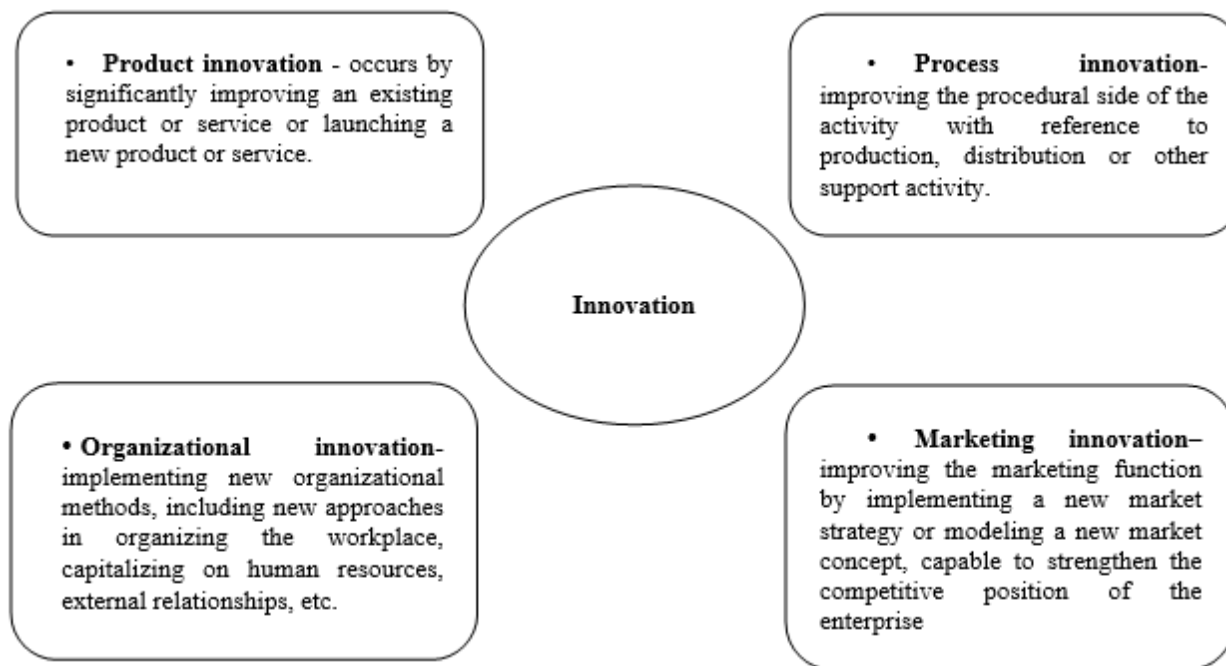 • Product innovation - occurs by
significantly improving an existing
product or service or launching a
new product or service.
• Process innovation-
improving the procedural side of the
activity with reference to
production, distribution or other
support activity.
Innovation
• Organizational innovation-
implementing new organizational
methods, including new approaches
in organizing the workplace,
capitalizing on human resources,
external relationships, etc.
• Marketing innovation–
improving the marketing function
by implementing a new market
strategy or modeling a new market
concept, capable to strengthen the
competitive position of the
enterprise